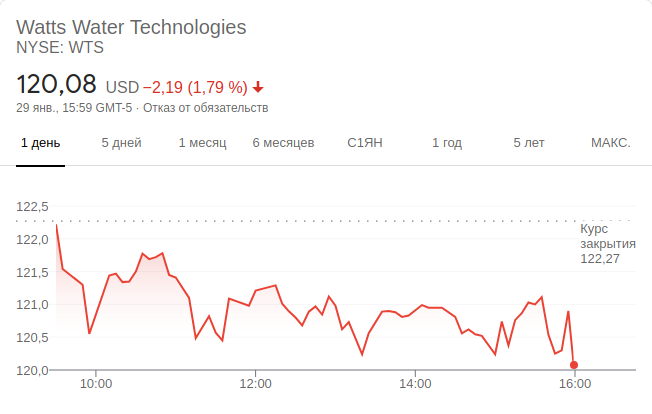 Watts Water Technologies
NYSE: WTS
120,08 USD −2,19 (1,79 %)
29 янв., 15:59 GMT-5 · Отказ от обязательств
1 день 5 дней 1 месяц 6 месяцев С1ЯН 1 год 5 лет МАКС.
122,5
122,0
121,5
121,0
120,5
120,0
Курс
закрытия
122,27
10:00 12:00 14:00 16:00